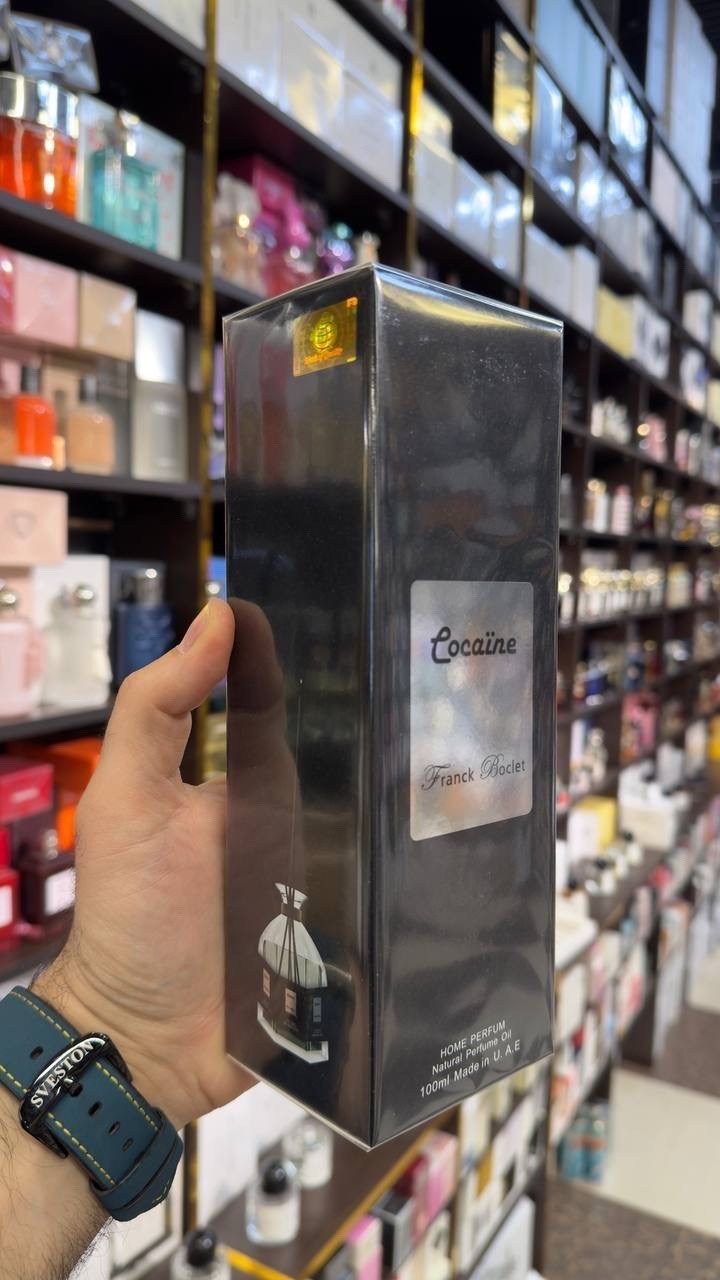 Cocaïne
Franck Boclet
HOME PERFUM
Natural Perfume Oil
100ml Made in U.A.E
SVESTON